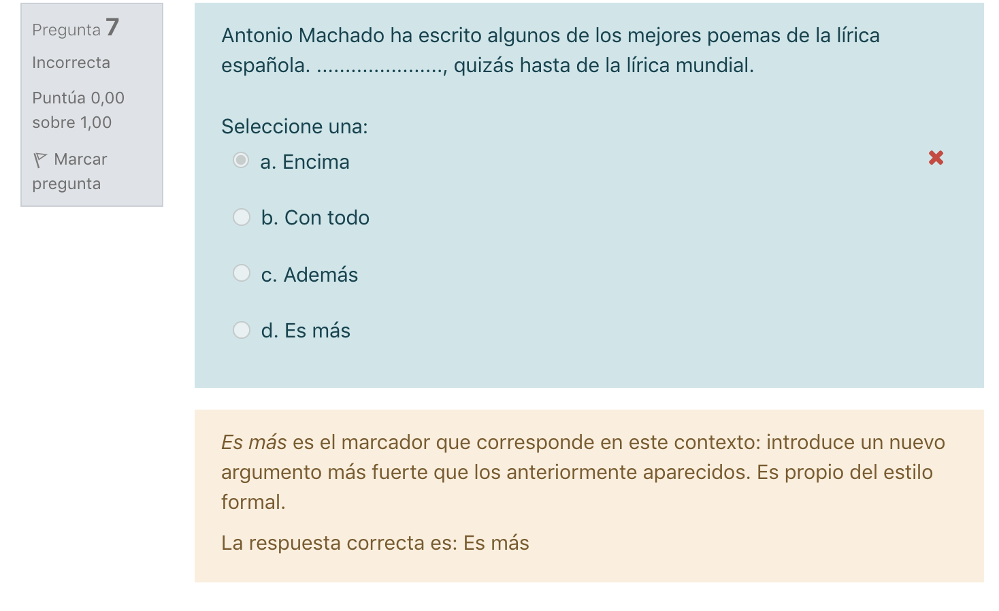 Pregunta 7
Incorrecta
Puntúa 0,00
sobre 1,00
Marcar
pregunta
Antonio Machado ha escrito algunos de los mejores poemas de la lírica
española. ......................, quizás hasta de la lírica mundial.
Seleccione una:
a. Encima
b. Con todo
c. Además
d. Es más
Es más es el marcador que corresponde en este contexto: introduce un nuevo
argumento más fuerte que los anteriormente aparecidos. Es propio del estilo
formal.
La respuesta correcta es: Es más